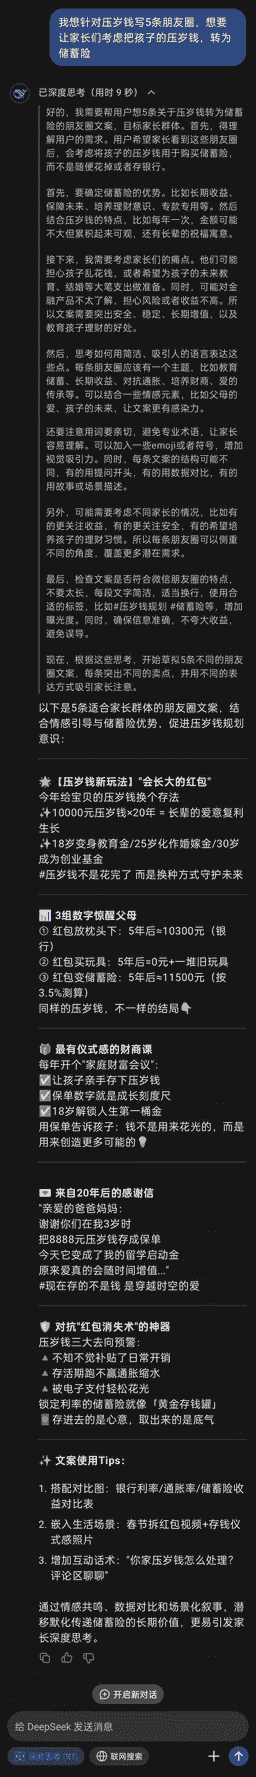 我想针对压岁钱写5条朋友圈，想要
让家长们考虑把孩子的压岁钱，转为
储蓄险
已深度思考（用时 9 秒）
好的，我需要帮用户想5条关于压岁钱转为储蓄
险的朋友圈文案，目标家长群体。首先，得理
解用户的需求。用户希望家长看到这些朋友圈
后，会考虑将孩子的压岁钱用于购买储蓄险，
而不是随便花掉或者存银行。
首先，要确定储蓄险的优势。比如长期收益、
保障未来、培养理财意识、专款专用等。然后
结合压岁钱的特点，比如每年一次，金额可能
不大但累积起来可观，还有长辈的祝福寓意。
接下来，我需要考虑家长们的痛点。他们可能
担心孩子乱花钱，或者希望为孩子的未来教
育、结婚等大笔支出做准备。同时，可能对金
融产品不太了解，担心风险或者收益不高。所
以文案需要突出安全、稳定、长期增值，以及
教育孩子理财的好处。
然后，思考如何用简洁、吸引人的语言表达这
些点。每条朋友圈应该有一个主题，比如教育
储蓄、长期收益、对抗通胀、培养财商、爱的
传承等。可以结合一些情感元素，比如父母的
爱、孩子的未来，让文案更有感染力。
还要注意用词要亲切，避免专业术语，让家长
容易理解。可以加入一些emoji或者符号，增加
视觉吸引力。同时，每条文案的结构可能不
同，有的用提问开头，有的用数据对比，有的
用故事或场景描述。
另外，可能需要考虑不同家长的情况，比如有
的更关注收益，有的更关注安全，有的希望培
养孩子的理财习惯。所以每条朋友圈可以侧重
不同的角度，覆盖更多潜在需求。
最后，检查文案是否符合微信朋友圈的特点，
不要太长，每段文字简洁，适当换行，使用合
适的标签，比如#压岁钱规划 #储蓄险等，增加
曝光度。同时，确保信息准确，不夸大收益，
避免误导。
现在，根据这些思考，开始草拟5条不同的朋友
圈文案，每条突出不同的卖点，并用不同的表
达方式吸引家长注意。
以下是5条适合家长群体的朋友圈文案，结
合情感引导与储蓄险优势，促进压岁钱规划
意识：
🌟【压岁钱新玩法】"会长大的红包"
今年给宝贝的压岁钱换个存法
✨10000元压岁钱×20年 = 长辈的爱意复利
生长
✨18岁变身教育金/25岁化作婚嫁金/30岁
成为创业基金
#压岁钱不是花完了 而是换种方式守护未来
📊 3组数字惊醒父母
① 红包放枕头下：5年后≈10300元（银
行）
② 红包买玩具：5年后=0元+一堆旧玩具
③ 红包变储蓄险：5年后≈11500元（按
3.5%测算）
同样的压岁钱，不一样的结局👇
🎁 最有仪式感的财商课
每年开个"家庭财富会议"：
☑让孩子亲手存下压岁钱
☑保单数字就是成长刻度尺
☑18岁解锁人生第一桶金
用保单告诉孩子：钱不是用来花光的，而是
用来创造更多可能的💡
💌 来自20年后的感谢信
"亲爱的爸爸妈妈：
谢谢你们在我3岁时
把8888元压岁钱存成保单
今天它变成了我的留学启动金
原来爱真的会随时间增值..."
#现在存的不是钱 是穿越时空的爱
🛡 对抗"红包消失术"的神器
压岁钱三大去向预警：
🔺不知不觉补贴了日常开销
🔺存活期跑不赢通胀缩水
🔺被电子支付轻松花光
锁定利率的储蓄险就像「黄金存钱罐」
存进去的是心意，取出来的是底气
✨ 文案使用Tips：
1. 搭配对比图：银行利率/通胀率/储蓄险收
益对比表
2. 嵌入生活场景：春节拆红包视频+存钱仪
式感照片
3. 增加互动话术："你家压岁钱怎么处理？
评论区聊聊"
通过情感共鸣、数据对比和场景化叙事，潜
移默化传递储蓄险的长期价值，更易引发家
长深度思考。
开启新对话
给 DeepSeek 发送消息
深度思考 (R1)
联网搜索